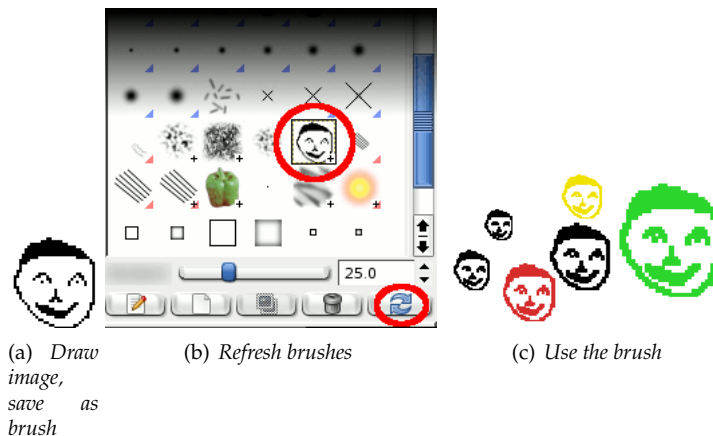 25.0
(a) Draw
image,
save as
brush
(b) Refresh brushes
(c) Use the brush